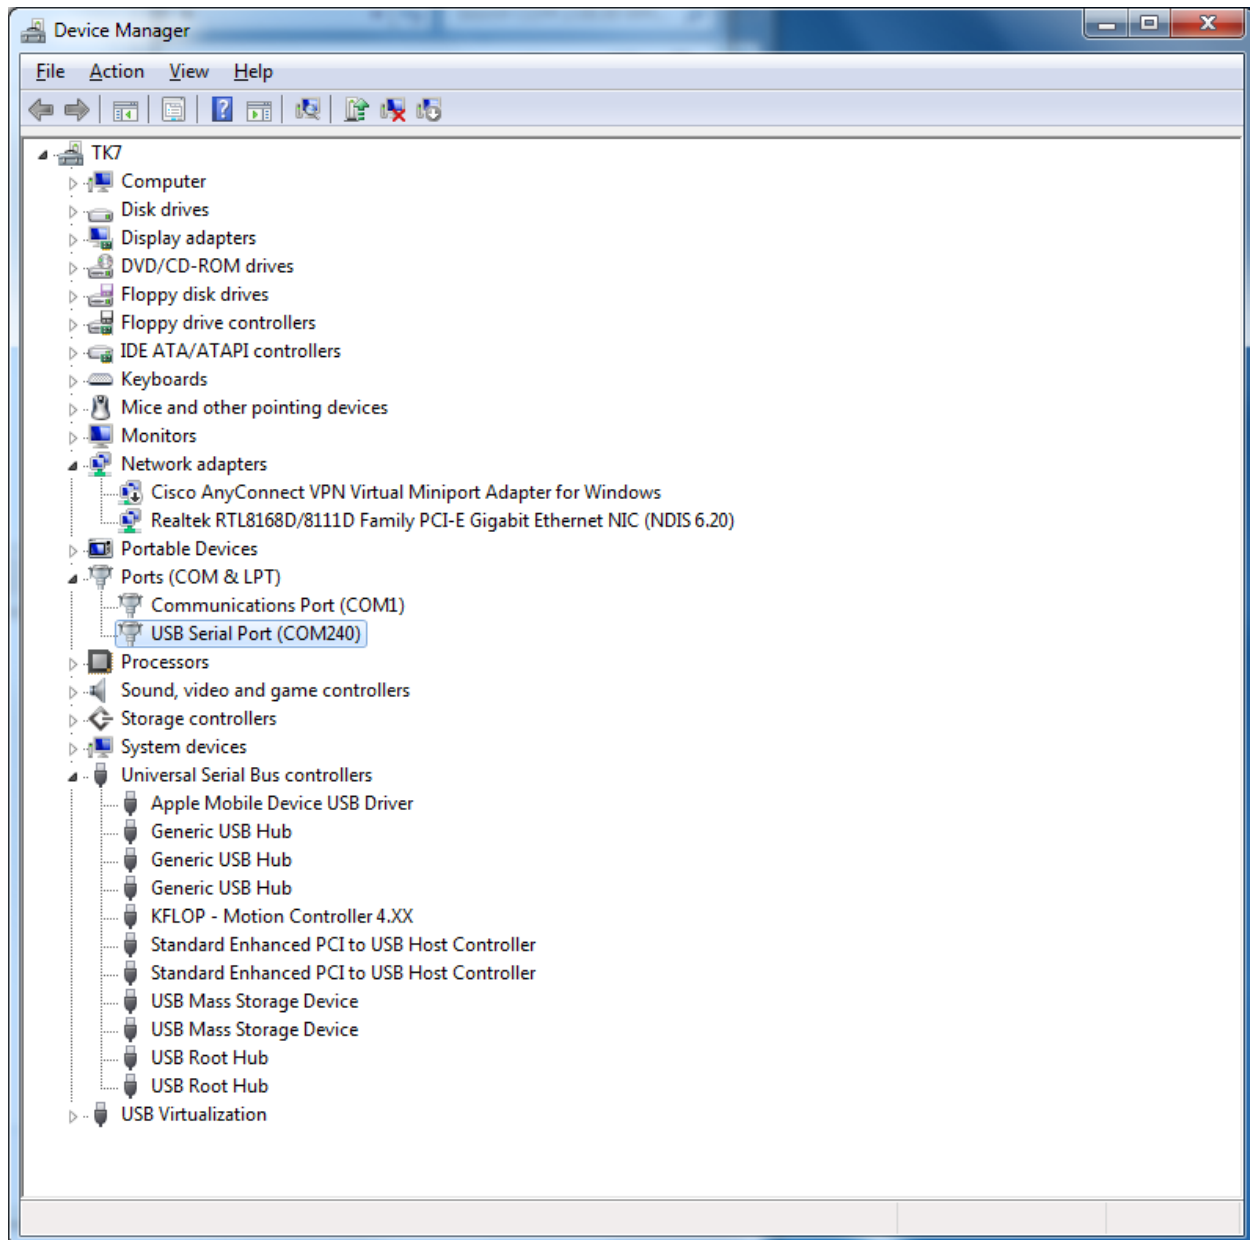 Device Manager
File Action View Help
TK7
Computer
Disk drives
Display adapters
DVD/CD-ROM drives
Floppy disk drives
Floppy drive controllers
IDE ATA/ATAPI controllers
Keyboards
Mice and other pointing devices
Monitors
Network adapters
Cisco AnyConnect VPN Virtual Miniport Adapter for Windows
Realtek RTL8168D/8111D Family PCI-E Gigabit Ethernet NIC (NDIS 6.20)
Portable Devices
Ports (COM & LPT)
Communications Port (COM1)
USB Serial Port (COM240)
Processors
Sound, video and game controllers
Storage controllers
System devices
Universal Serial Bus controllers
Apple Mobile Device USB Driver
Generic USB Hub
Generic USB Hub
Generic USB Hub
KFLOP - Motion Controller 4.XX
Standard Enhanced PCI to USB Host Controller
Standard Enhanced PCI to USB Host Controller
USB Mass Storage Device
USB Mass Storage Device
USB Root Hub
USB Root Hub
USB Virtualization